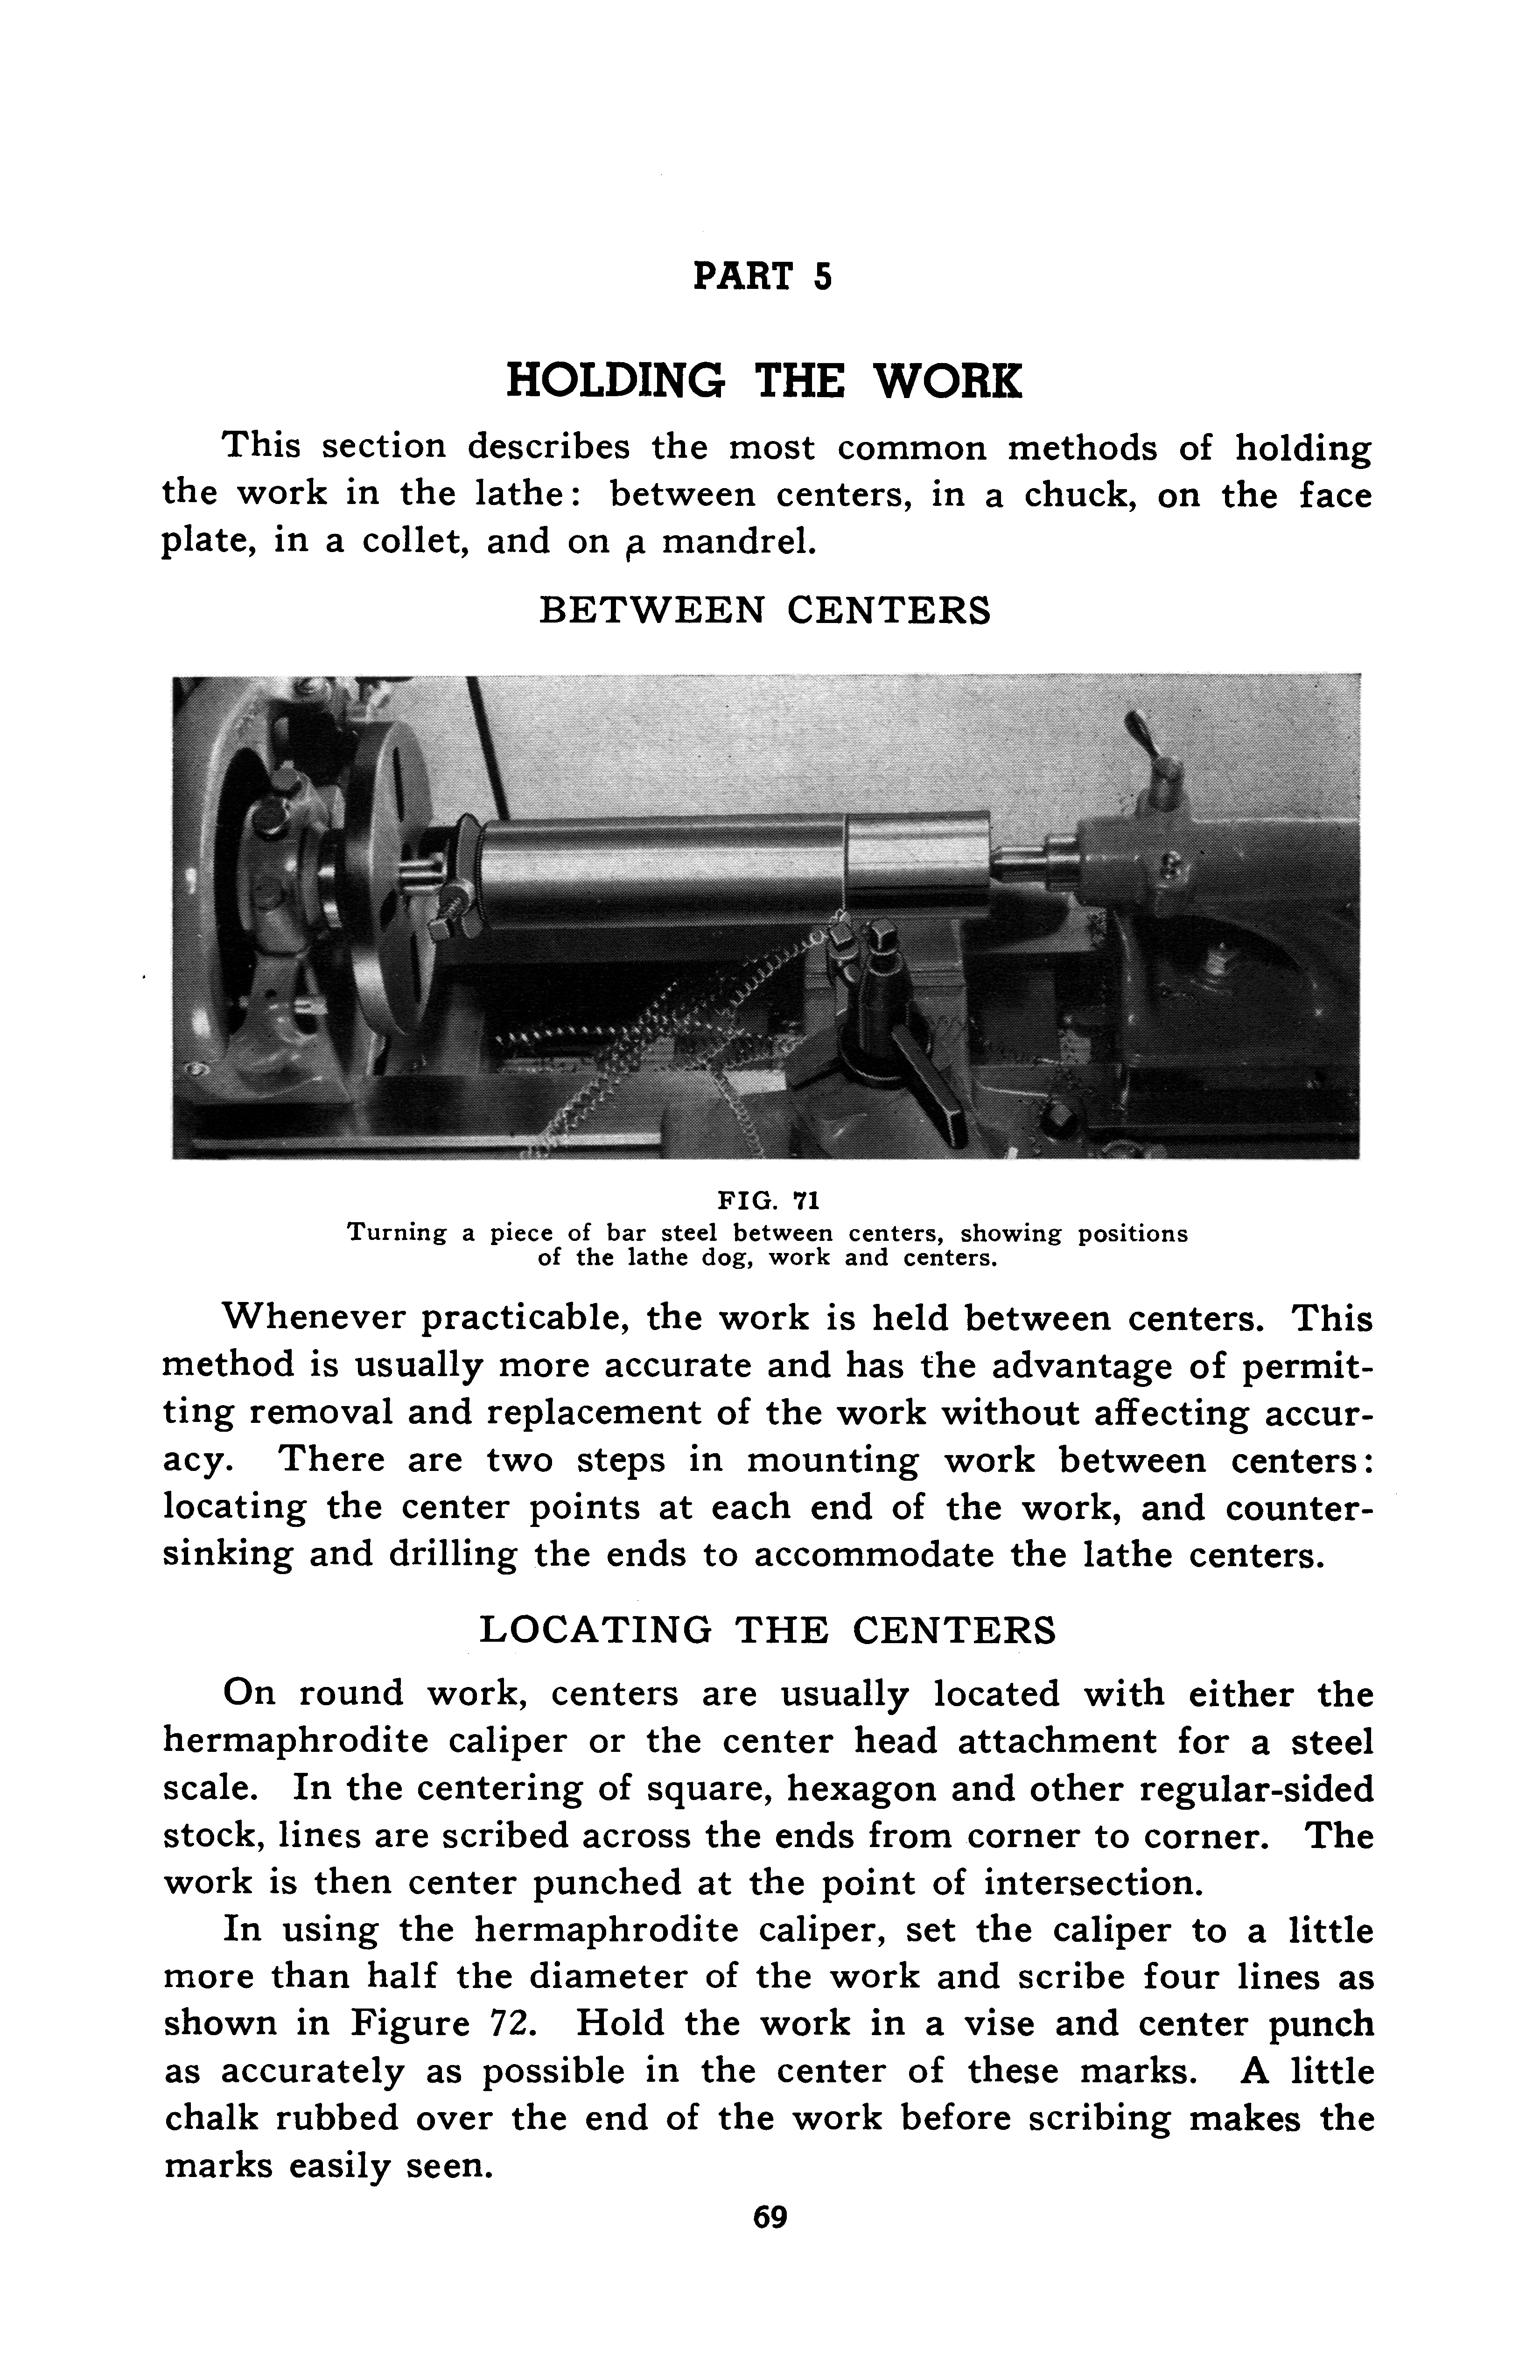 PART 5
HOLDING THE WORK
This section describes the most common methods of holding
the work in the lathe: between centers, in a chuck, on the face
plate, in a collet, and on a mandrel.
BETWEEN CENTERS
FIG. 71
Turning a piece of bar steel between centers, showing positions
of the lathe dog, work and centers.
Whenever practicable, the work is held between centers. This
method is usually more accurate and has the advantage of permit-
ting removal and replacement of the work without affecting accur-
acy. There are two steps in mounting work between centers:
locating the center points at each end of the work, and counter-
sinking and drilling the ends to accommodate the lathe centers.
LOCATING THE CENTERS
On round work, centers are usually located with either the
hermaphrodite caliper or the center head attachment for a steel
scale. In the centering of square, hexagon and other regular-sided
stock, lines are scribed across the ends from corner to corner. The
work is then center punched at the point of intersection.
In using the hermaphrodite caliper, set the caliper to a little
more than half the diameter of the work and scribe four lines as
shown in Figure 72. Hold the work in a vise and center punch
as accurately as possible in the center of these marks. A little
chalk rubbed over the end of the work before scribing makes the
marks easily seen.
69